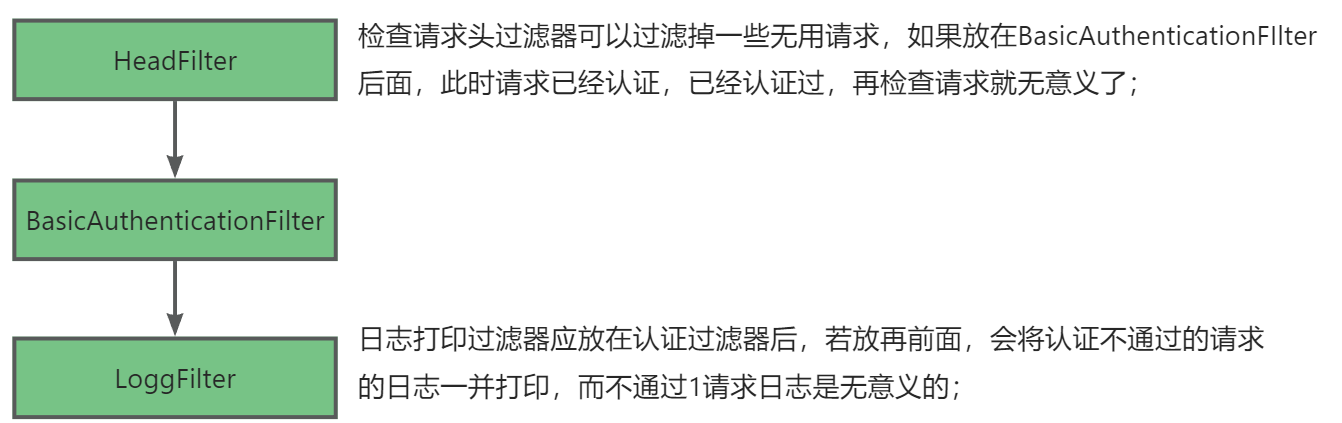 HeadFilter
检查请求头过滤器可以过滤掉一些无用请求，如果放在BasicAuthenticationFIlter
后面，此时请求已经认证，已经认证过，再检查请求就无意义了；
BasicAuthenticationFilter
日志打印过滤器应放在认证过滤器后，若放再前面，会将认证不通过的请求
的日志一并打印，而不通过1请求日志是无意义的；
LoggFilter